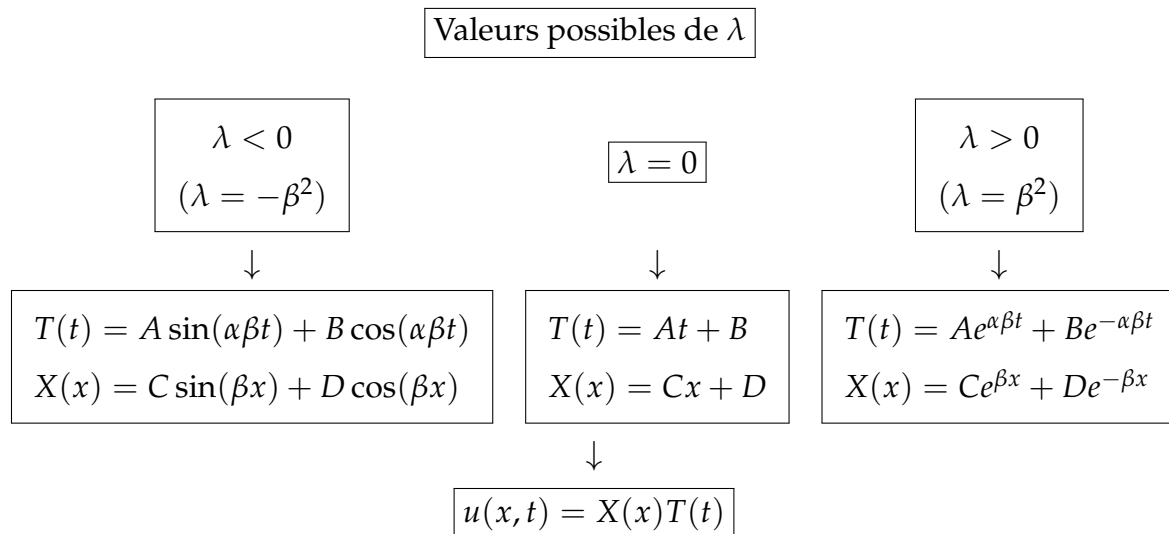 Valeurs possibles de λ
λ < 0
(λ = −β²)
λ = 0
λ > 0
(λ = β²)
↓ ↓ ↓
T(t) = A sin(αβt) + B cos(αβt)
X(x) = C sin(βx) + D cos(βx)
T(t) = At + B
X(x) = Cx + D
T(t) = Ae^{αβt} + Be^{−αβt}
X(x) = Ce^{βx} + De^{−βx}
↓
u(x, t) = X(x)T(t)